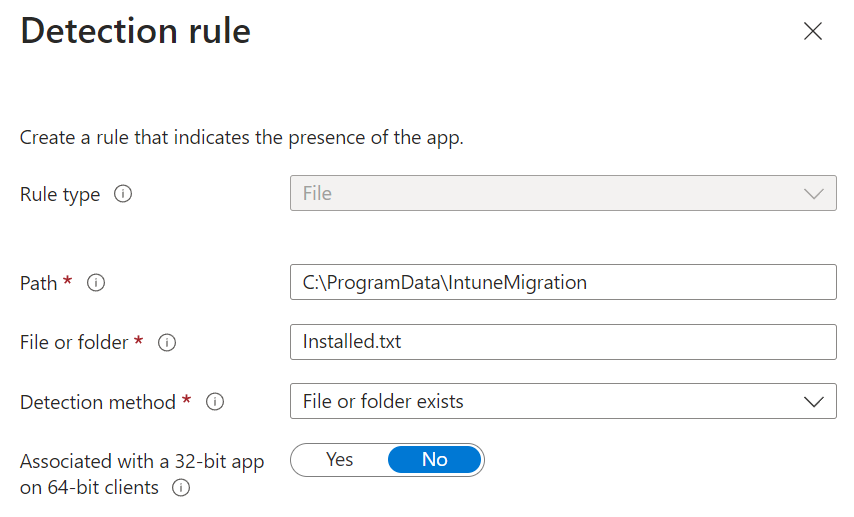 Detection rule
Create a rule that indicates the presence of the app.
Rule type
File
Path *
C:\ProgramData\IntuneMigration
File or folder *
Installed.txt
Detection method *
File or folder exists
Associated with a 32-bit app
on 64-bit clients
Yes No